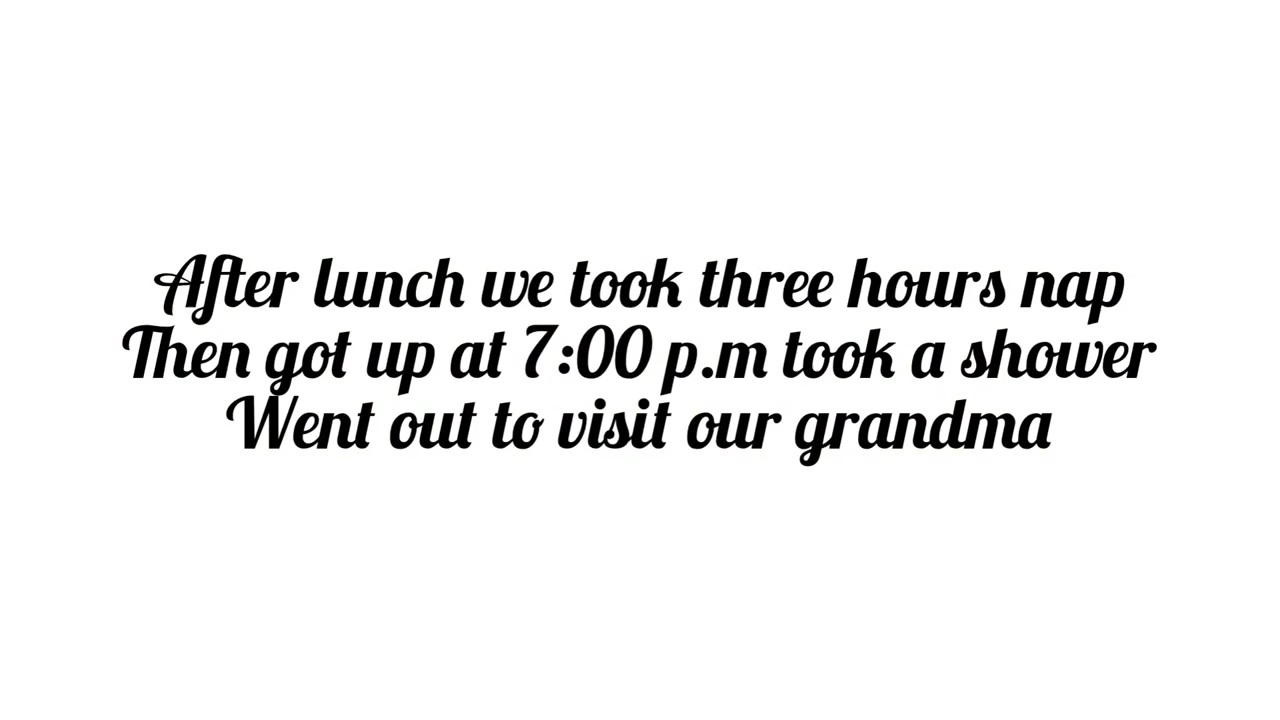 After lunch we took three hours nap
Then got up at 7:00 p.m took a shower
Went out to visit our grandma